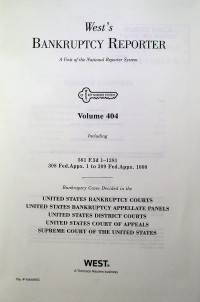 West's
BANKRUPTCY REPORTER
A Unit of the National Reporter System
Volume 404
Including
561 F.3d 1–1283
308 Fed.Appx. 1 to 309 Fed.Appx. 1000
Bankruptcy Cases Decided in the
UNITED STATES BANKRUPTCY COURTS
UNITED STATES BANKRUPTCY APPELLATE PANELS
UNITED STATES DISTRICT COURTS
UNITED STATES COURT OF APPEALS
SUPREME COURT OF THE UNITED STATES
WEST®
A Thomson Reuters business